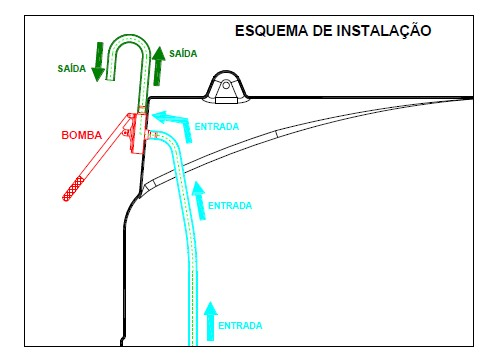 ESQUEMA DE INSTALAÇÃO
SAÍDA
SAÍDA
BOMBA
ENTRADA
ENTRADA
ENTRADA